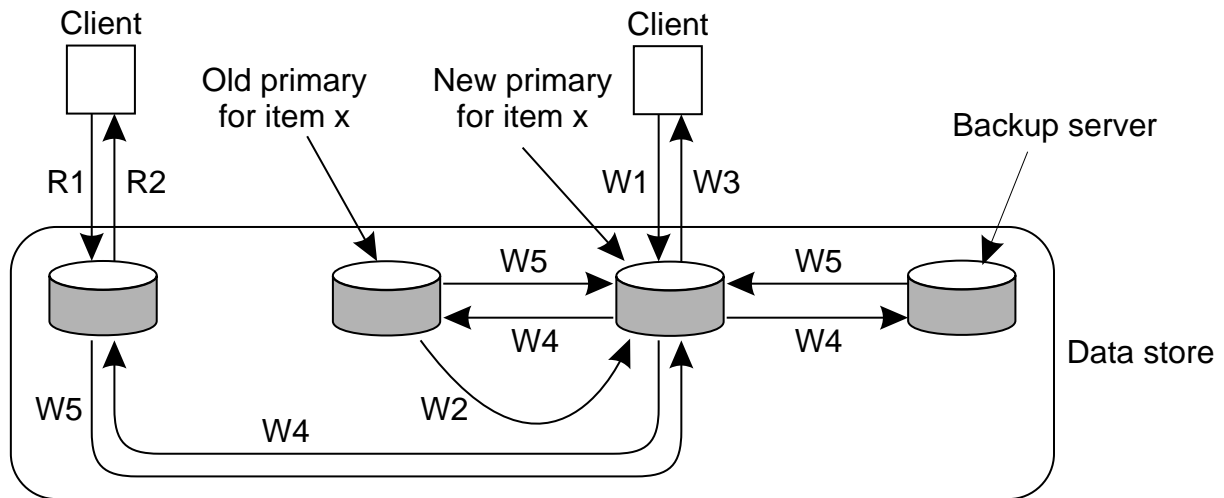 Client
Client
Old primary
for item x
New primary
for item x
Backup server
R1
R2
W1
W3
W5
W5
W4
W4
Data store
W5
W4
W2